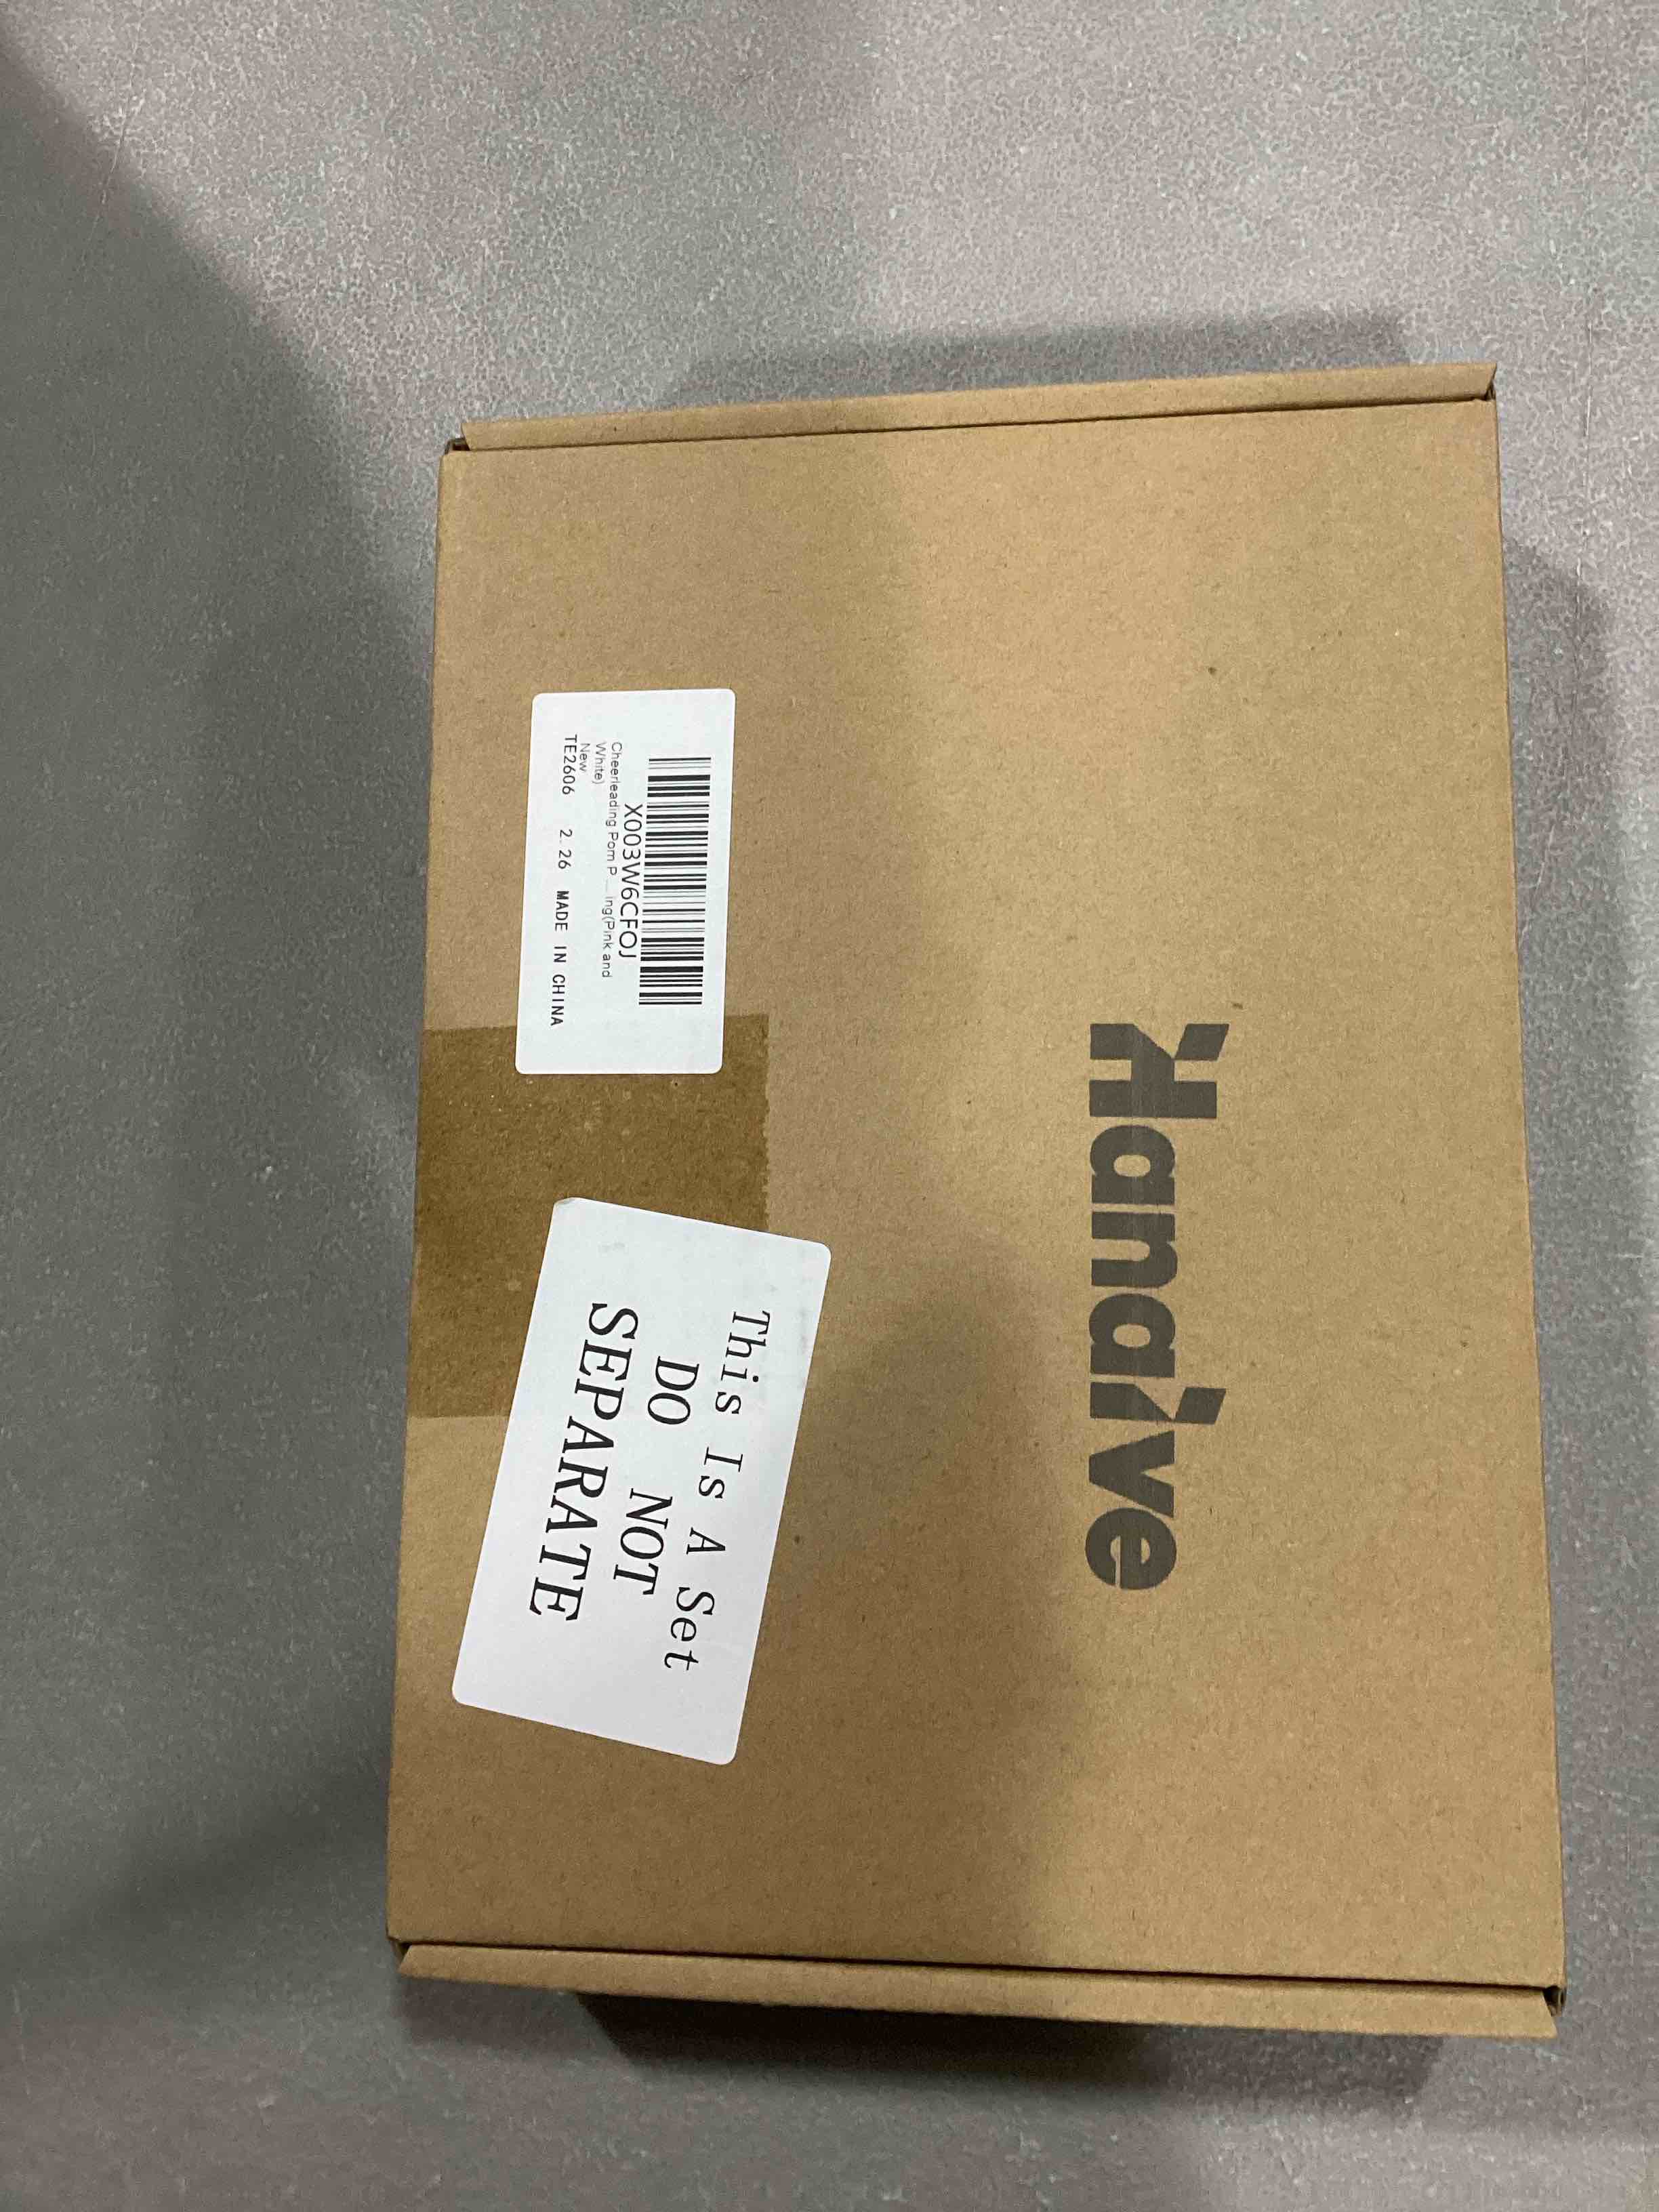 Hanaive
X003W6CFOJ
Cheerleading Pom P ... ing(Pink and
White)
New
TE2606 2.26 MADE IN CHINA
This Is A Set
DO NOT
SEPARATE